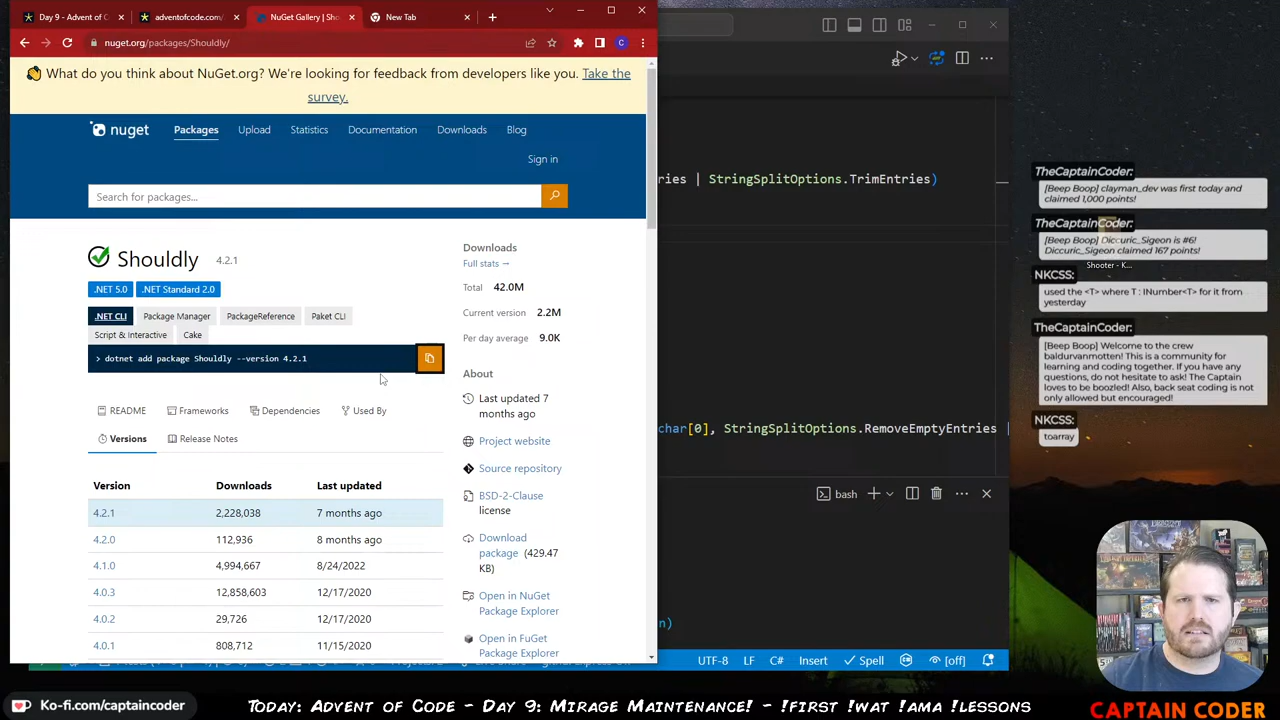 Day 9 - Advent of C
adventofcode.com/
NuGet Gallery | Sho
New Tab
nuget.org/packages/Shouldly/
C
What do you think about NuGet.org? We're looking for feedback from developers like you. Take the
survey.
nuget
Packages
Upload
Statistics
Documentation
Downloads
Blog
Sign in
Search for packages...
Shouldly 4.2.1
.NET 5.0
.NET Standard 2.0
.NET CLI
Package Manager
PackageReference
Paket CLI
Script & Interactive
Cake
> dotnet add package Shouldly --version 4.2.1
README
Frameworks
Dependencies
Used By
Versions
Release Notes
Version Downloads Last updated
4.2.1 2,228,038 7 months ago
4.2.0 112,936 8 months ago
4.1.0 4,994,667 8/24/2022
4.0.3 12,858,603 12/17/2020
4.0.2 29,726 12/17/2020
4.0.1 808,712 11/15/2020
Downloads
Full stats →
Total 42.0M
Current version 2.2M
Per day average 9.0K
About
Last updated 7
months ago
Project website
Source repository
BSD-2-Clause
license
Download
package (429.47
KB)
Open in NuGet
Package Explorer
Open in FuGet
Package Explorer
ries | StringSplitOptions.TrimEntries)
char[0], StringSplitOptions.RemoveEmptyEntries |
bash
)
UTF-8
LF
C#
Insert
Spell
[off]
TheCaptainCoder:
[Beep Boop] clayman_dev was first today and
claimed 1,000 points!
TheCaptainCoder:
[Beep Boop] Diccuric_Sigeon is #6!
Diccuric_Sigeon claimed 167 points!
Shooter - K...
NKCSS:
used the <T> where T : INumber<T> for it from
yesterday
TheCaptainCoder:
[Beep Boop] Welcome to the crew
baldurvanmotten! This is a community for
learning and coding together. If you have any
questions, do not hesitate to ask! The Captain
loves to be boozled! Also, back seat coding is not
only allowed but encouraged!
NKCSS:
toarray
Ko-fi.com/captaincoder
Today: Advent of Code - Day 9: Mirage Maintenance! - !first !wat !ama !lessons
CAPTAIN CODER